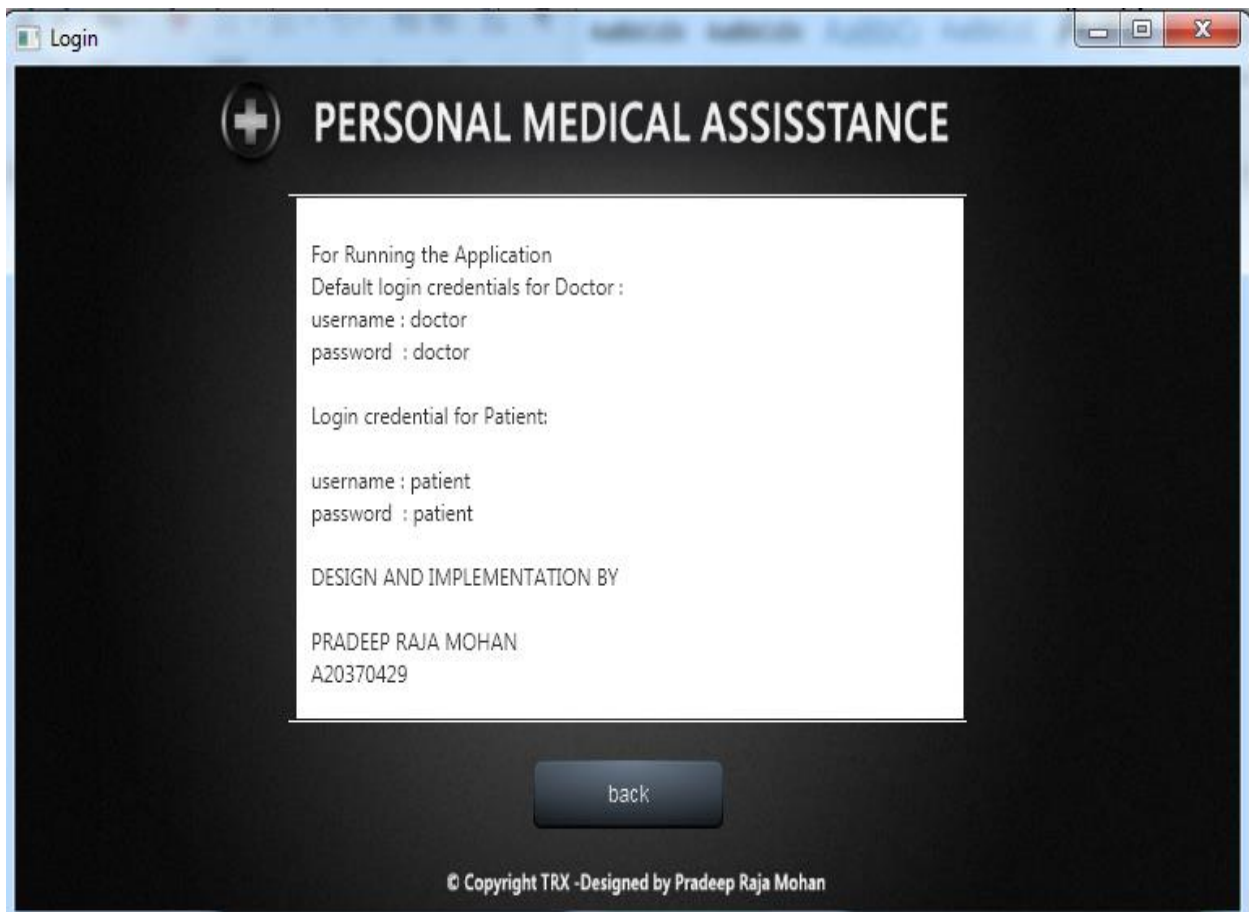 Login
PERSONAL MEDICAL ASSISSTANCE
For Running the Application
Default login credentials for Doctor :
username : doctor
password  : doctor
Login credential for Patient:
username : patient
password  : patient
DESIGN AND IMPLEMENTATION BY
PRADEEP RAJA MOHAN
A20370429
back
© Copyright TRX -Designed by Pradeep Raja Mohan